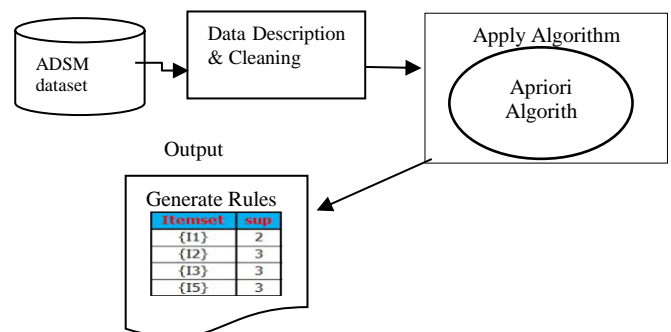 ADSM
dataset
Data Description
& Cleaning
Apply Algorithm
Apriori
Algorith
Output
Generate Rules
Itemset sup
{I1} 2
{I2} 3
{I3} 3
{I5} 3